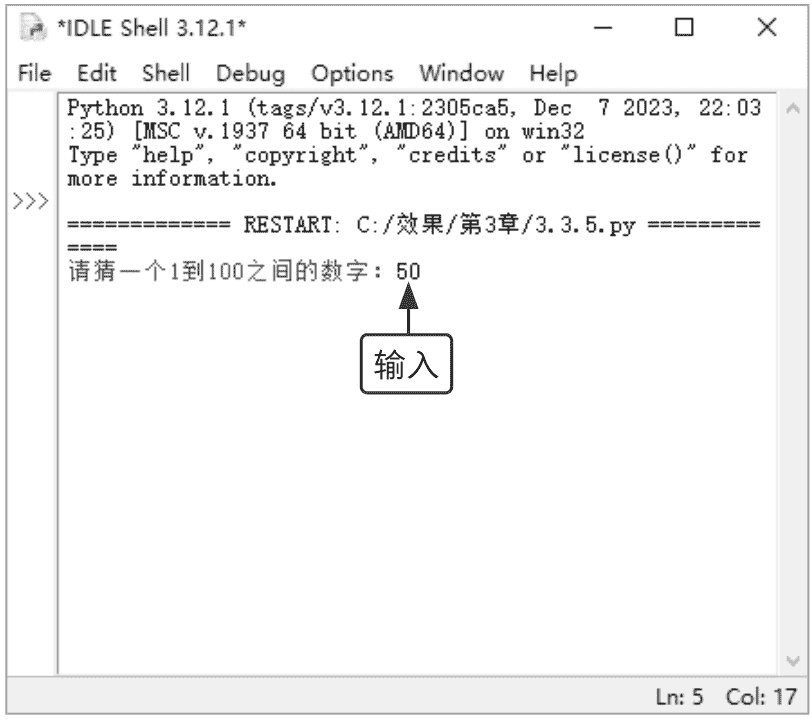 *IDLE Shell 3.12.1*
File Edit Shell Debug Options Window Help
Python 3.12.1 (tags/v3.12.1:2305ca5, Dec  7 2023, 22:03
:25) [MSC v.1937 64 bit (AMD64)] on win32
Type "help", "copyright", "credits" or "license()" for
more information.
>>>
============= RESTART: C:/效果/第3章/3.3.5.py =========
====
请猜一个1到100之间的数字: 50
输入
Ln: 5 Col: 17